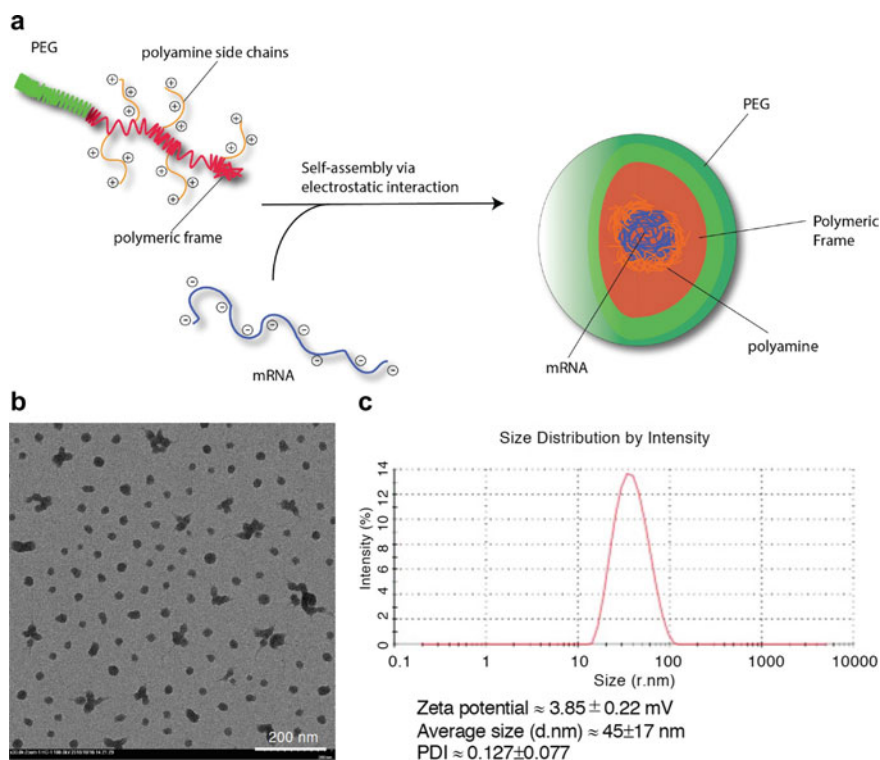 a
PEG
polyamine side chains
polymeric frame
Self-assembly via
electrostatic interaction
mRNA
PEG
Polymeric
Frame
polyamine
mRNA
b
200 nm
c
Size Distribution by Intensity
Intensity (%)
14
12
10
8
6
4
2
0
0.1 1 10 100 1000 10000
Size (r.nm)
Zeta potential ≈ 3.85 ± 0.22 mV
Average size (d.nm) ≈ 45±17 nm
PDI ≈ 0.127±0.077